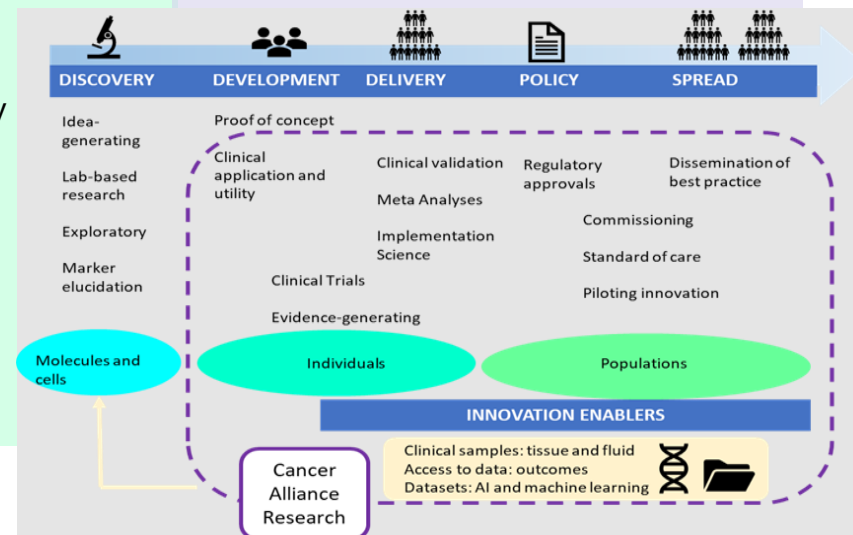 y
DISCOVERY
DEVELOPMENT
DELIVERY
POLICY
SPREAD
Idea-
generating
Lab-based
research
Exploratory
Marker
elucidation
Proof of concept
Clinical
application and
utility
Clinical Trials
Evidence-generating
Clinical validation
Meta Analyses
Implementation
Science
Regulatory
approvals
Dissemination of
best practice
Commissioning
Standard of care
Piloting innovation
Molecules and
cells
Individuals
Populations
INNOVATION ENABLERS
Clinical samples: tissue and fluid
Access to data: outcomes
Datasets: AI and machine learning
Cancer
Alliance
Research